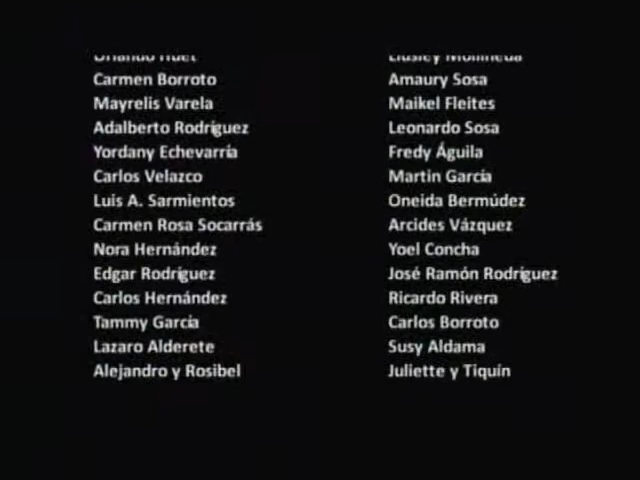 Carmen Borroto
Mayrelis Varela
Adalberto Rodríguez
Yordany Echevarría
Carlos Velazco
Luis A. Sarmientos
Carmen Rosa Socarrás
Nora Hernández
Edgar Rodríguez
Carlos Hernández
Tammy García
Lazaro Alderete
Alejandro y Rosibel
Amaury Sosa
Maikel Fleites
Leonardo Sosa
Fredy Águila
Martin García
Oneida Bermúdez
Arcides Vázquez
Yoel Concha
José Ramón Rodríguez
Ricardo Rivera
Carlos Borroto
Susy Aldama
Juliette y Tiquín